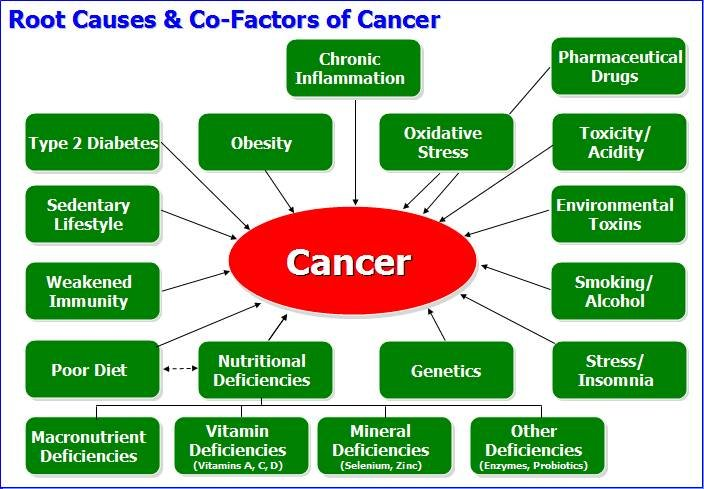 Root Causes & Co-Factors of Cancer
Chronic
Inflammation
Pharmaceutical
Drugs
Type 2 Diabetes
Obesity
Oxidative
Stress
Toxicity/
Acidity
Sedentary
Lifestyle
Environmental
Toxins
Cancer
Weakened
Immunity
Smoking/
Alcohol
Poor Diet
Nutritional
Deficiencies
Genetics
Stress/
Insomnia
Macronutrient
Deficiencies
Vitamin
Deficiencies
(Vitamins A, C, D)
Mineral
Deficiencies
(Selenium, Zinc)
Other
Deficiencies
(Enzymes, Probiotics)